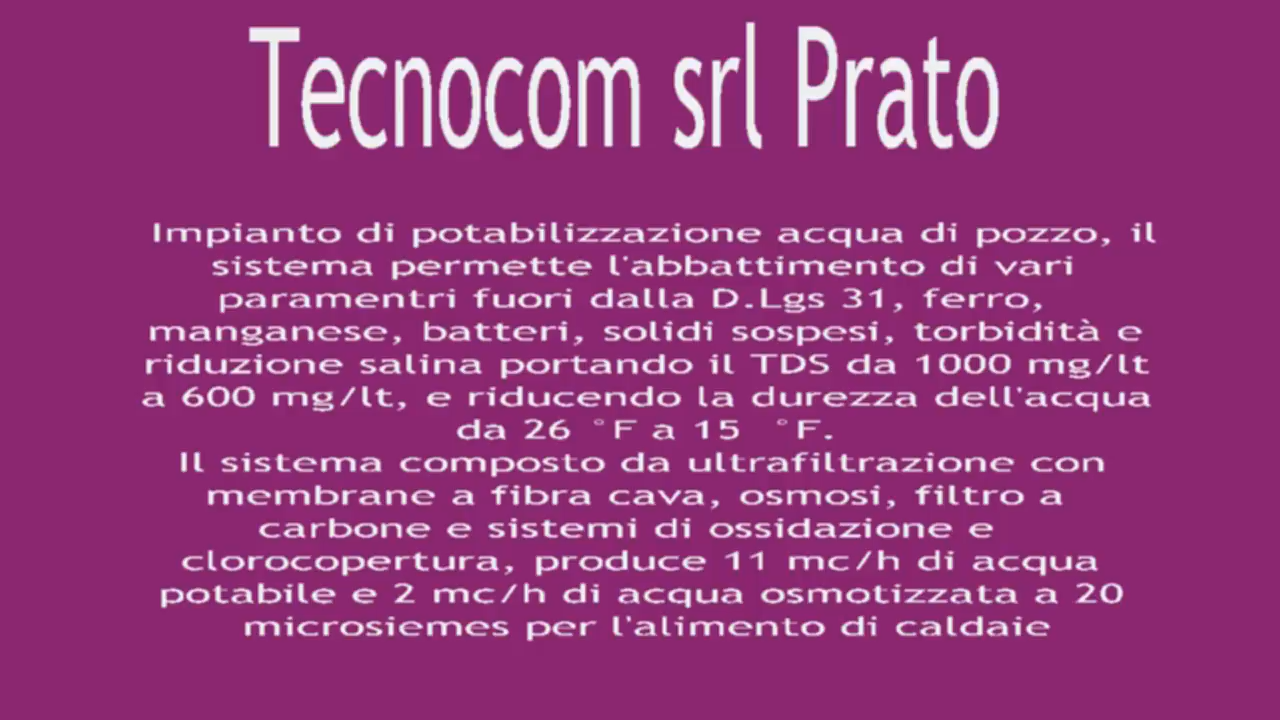 Tecnocom srl Prato
Impianto di potabilizzazione acqua di pozzo, il
sistema permette l'abbattimento di vari
paramentri fuori dalla D.Lgs 31, ferro,
manganese, batteri, solidi sospesi, torbidità e
riduzione salina portando il TDS da 1000 mg/lt
a 600 mg/lt, e riducendo la durezza dell'acqua
da 26 °F a 15 °F.
Il sistema composto da ultrafiltrazione con
membrane a fibra cava, osmosi, filtro a
carbone e sistemi di ossidazione e
clorocopertura, produce 11 mc/h di acqua
potabile e 2 mc/h di acqua osmotizzata a 20
microsiemes per l'alimento di caldaie